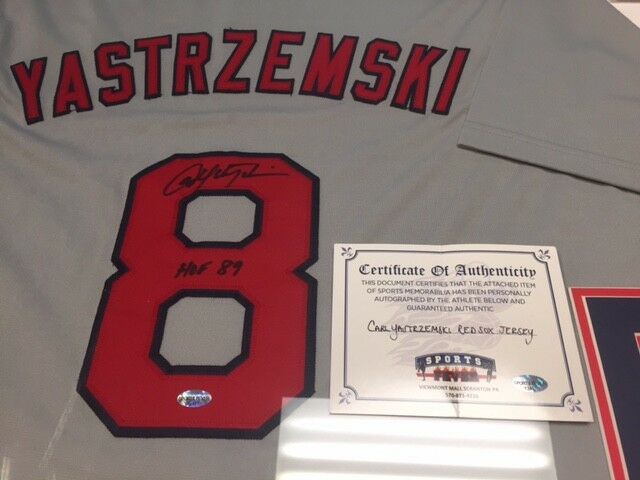 YASTRZEMSKI
8
HOF 89
Certificate Of Authenticity
THIS DOCUMENT CERTIFIES THAT THE ATTACHED ITEM
OF SPORTS MEMORABILIA HAS BEEN PERSONALLY
AUTOGRAPHED BY THE ATHLETE BELOW AND
GUARANTEED AUTHENTIC
CARL YASTRZEMSKI RED SOX JERSEY
SPORTS
FEVER
VIEWMONT MALL SCRANTON PA